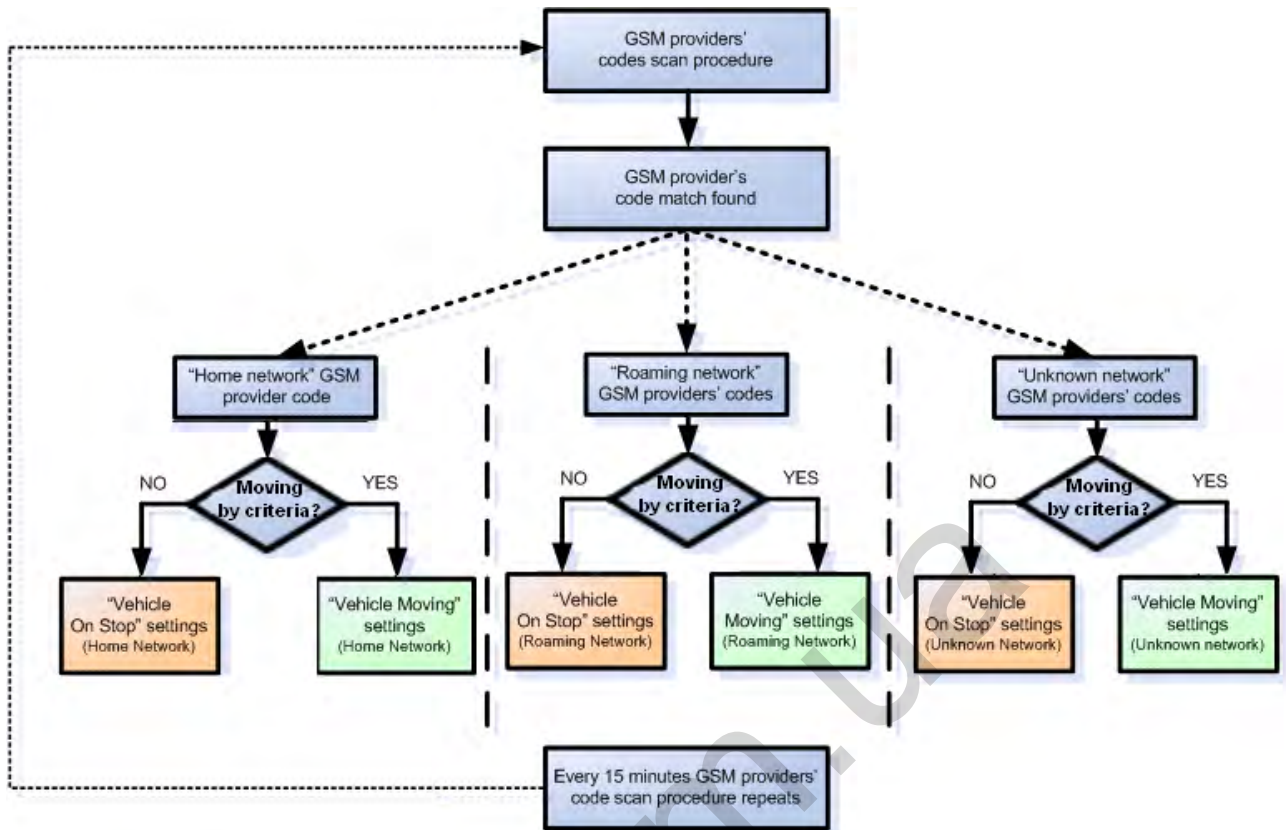 GSM providers'
codes scan procedure
GSM provider's
code match found
"Home network" GSM
provider code
"Roaming network"
GSM providers' codes
"Unknown network"
GSM providers' codes
NO
Moving
by criteria?
YES
NO
Moving
by criteria?
YES
NO
Moving
by criteria?
YES
"Vehicle
On Stop" settings
(Home Network)
"Vehicle Moving"
settings
(Home Network)
"Vehicle
On Stop" settings
(Roaming Network)
"Vehicle
Moving" settings
(Roaming Network)
"Vehicle
On Stop" settings
(Unknown Network)
"Vehicle Moving"
settings
(Unknown network)
Every 15 minutes GSM providers'
code scan procedure repeats
m.ua